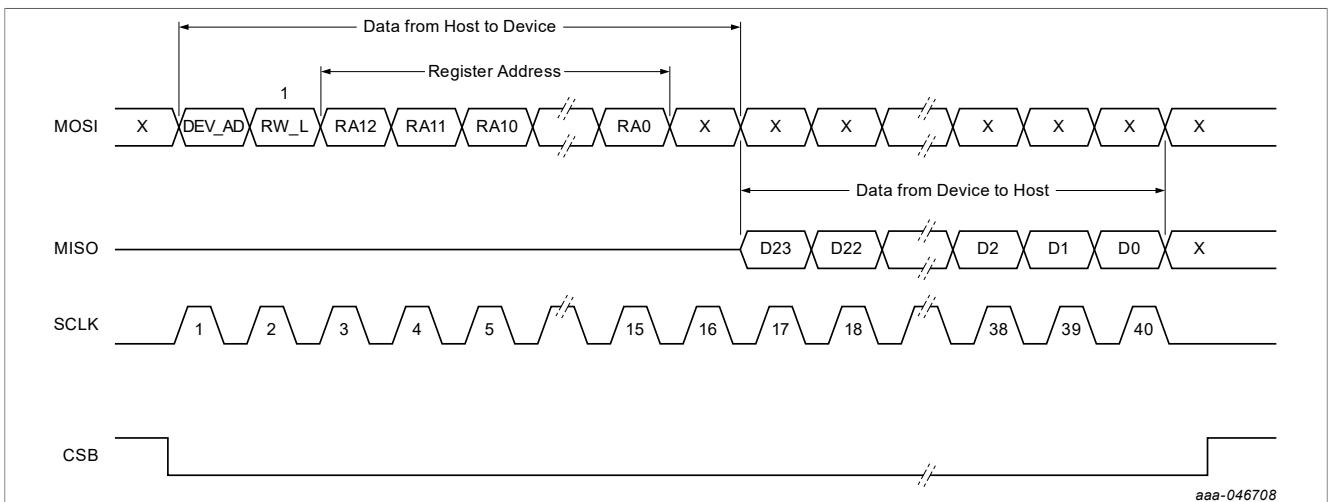 Data from Host to Device
1
Register Address
MOSI X DEV_AD RW_L RA12 RA11 RA10 RA0 X X X X X X X
Data from Device to Host
MISO D23 D22 D2 D1 D0 X
SCLK 1 2 3 4 5 15 16 17 18 38 39 40
CSB
aaa-046708